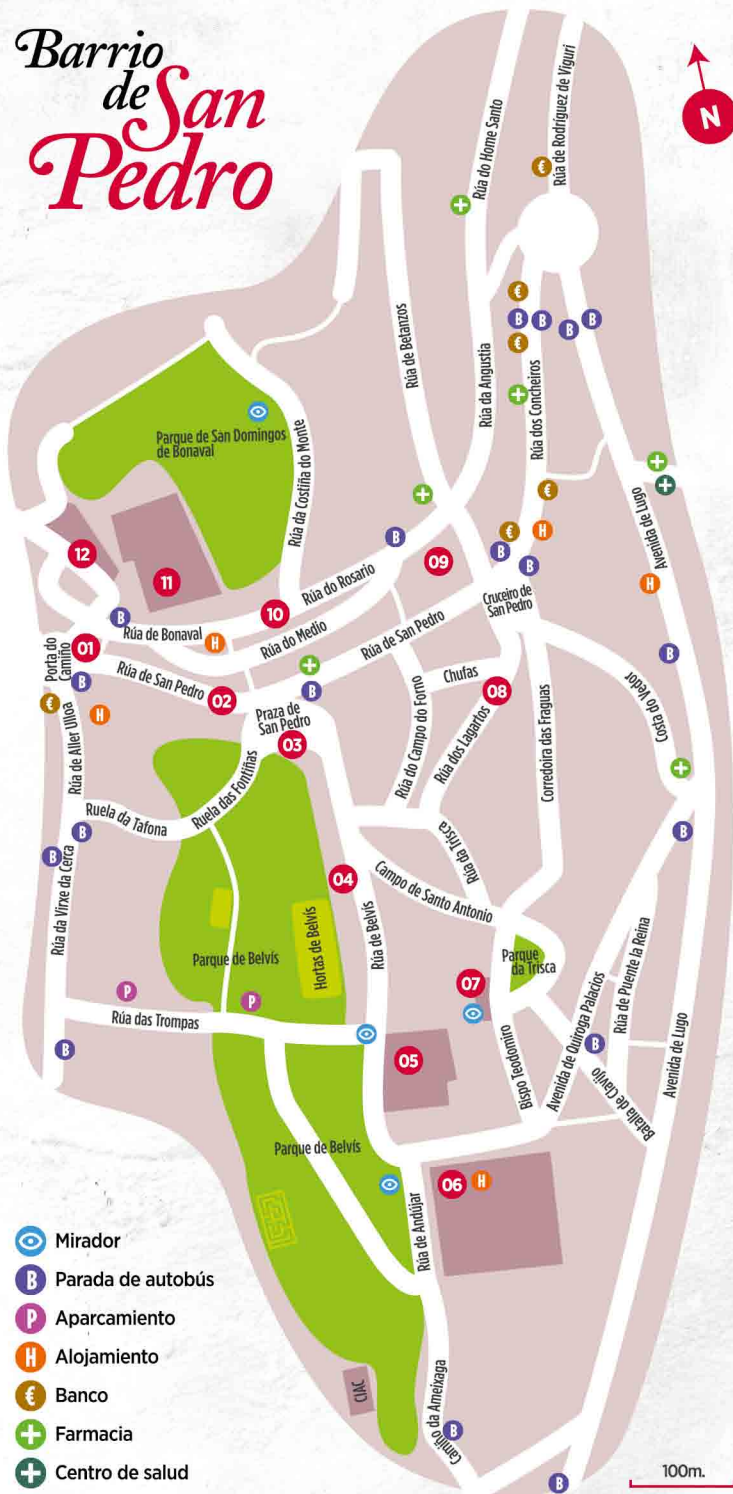 Barrio
de San
Pedro
N
Rúa do Home Santo
Rúa de Rodríguez de Viguri
€
+
Rúa de Betanzos
Rúa da Angustia
Rúa dos Concheiros
€
B
B
B
B
€
+
Parque de San Domingos
de Bonaval
Rúa da Costiña do Monte
+
€
+
+
Avenida de Lugo
12
11
B
09
€
H
B
B
10
Rúa do Rosario
Cruceiro de
San Pedro
H
B
Rúa de Bonaval
H
Rúa do Medio
Rúa de San Pedro
Porta do
Camiño
01
B
Rúa de San Pedro
02
+
B
Chufas
08
B
Costa do Vedor
€
H
Rúa de Aller Ulloa
Praza de
San Pedro
03
Rúa do Campo do Forno
Rúa dos Lagartos
Corredoira das Fraguas
+
Ruela da Tafona
Ruela das Fontiñas
B
B
B
Rúa da Virxe da Cerca
Rúa da Trisca
04
Campo de Santo Antonio
Rúa de Belvís
Hortas de Belvís
Parque de Belvís
Parque
da Trisca
07
Rúa de Puente la Reina
Avenida de Quiroga Palacios
P
P
Rúa das Trompas
B
05
Bispo Teodomiro
B
Batalla de Clavijo
Avenida de Lugo
Parque de Belvís
06
H
Rúa de Andújar
CIAC
Camiño da Ameixaga
B
B
Mirador
B Parada de autobús
P Aparcamiento
H Alojamiento
€ Banco
+ Farmacia
+ Centro de salud
100m.